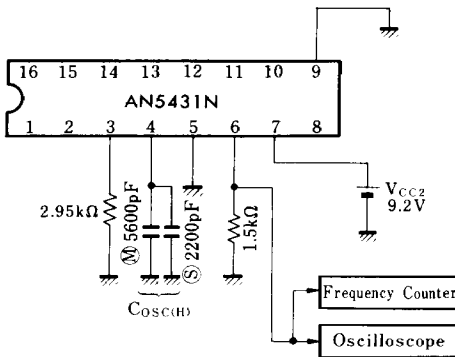 16 15 14 13 12 11 10 9
AN5431N
1 2 3 4 5 6 7 8
2.95kΩ
Ⓜ 5600pF
Ⓢ 2200pF
1.5kΩ
VCC2
9.2V
COSC(H)
Frequency Counter
Oscilloscope